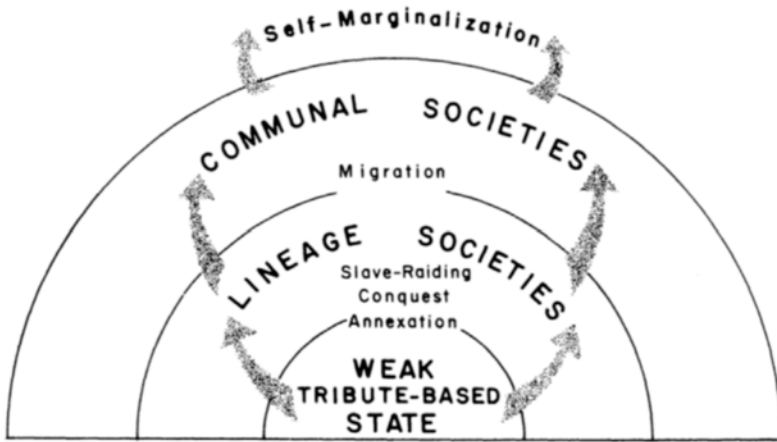 Self-Marginalization
COMMUNAL SOCIETIES
Migration
LINEAGE SOCIETIES
Slave-Raiding
Conquest
Annexation
WEAK
TRIBUTE-BASED
STATE